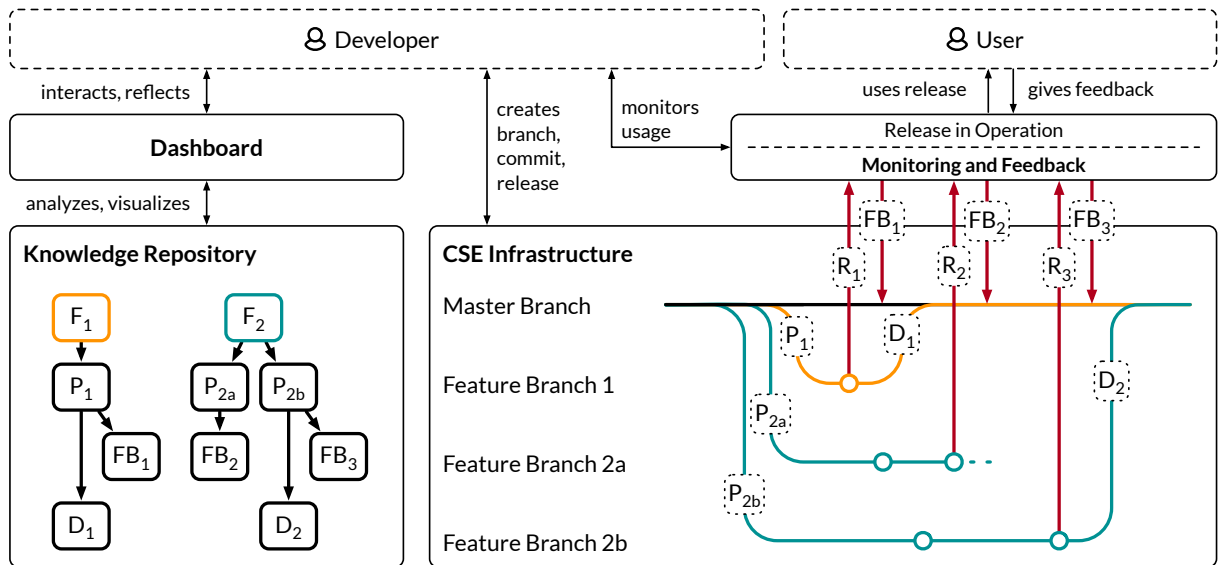 Developer
User
interacts, reflects
creates
branch,
commit,
release
monitors
usage
uses release
gives feedback
Dashboard
Release in Operation
Monitoring and Feedback
analyzes, visualizes
Knowledge Repository
F1
F2
P1
P2a
P2b
FB1
FB2
FB3
D1
D2
CSE Infrastructure
FB1
FB2
FB3
R1
R2
R3
Master Branch
P1
D1
Feature Branch 1
D2
P2a
Feature Branch 2a
P2b
Feature Branch 2b